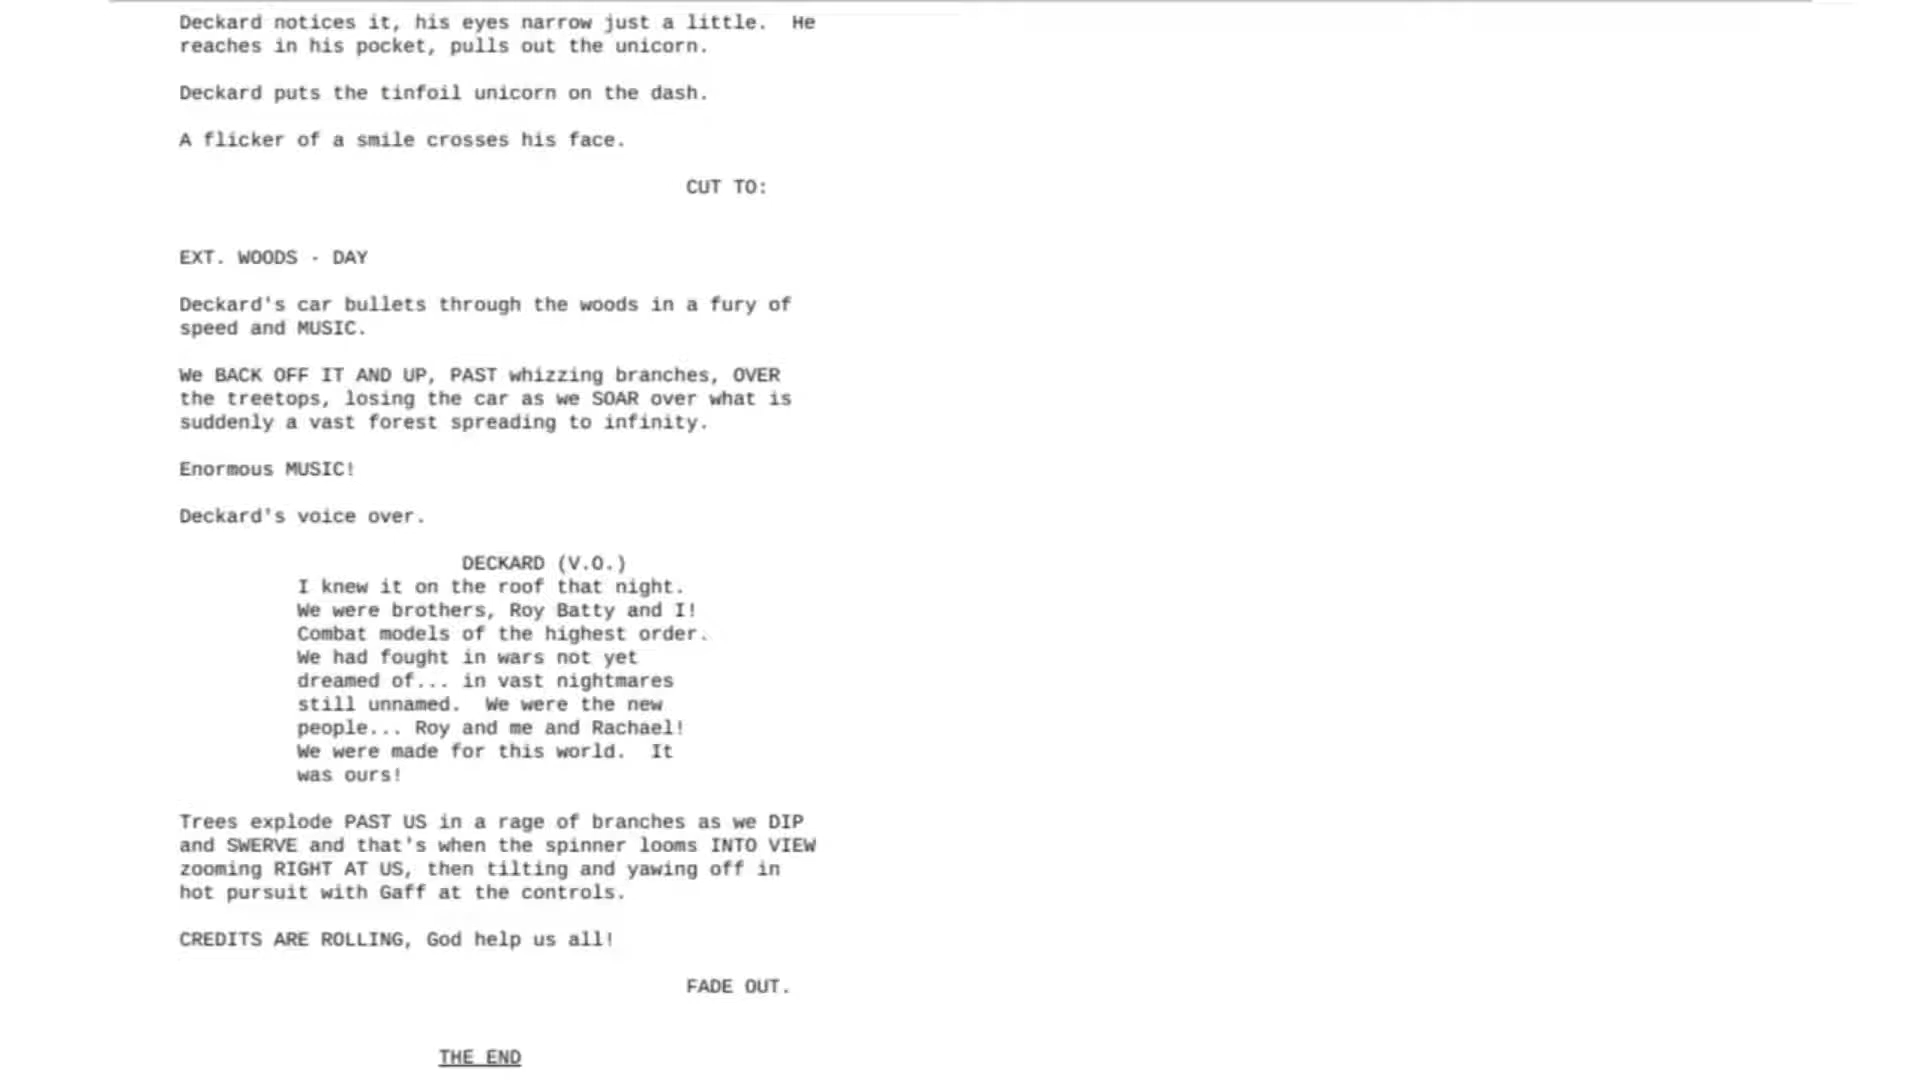 Deckard notices it, his eyes narrow just a little.  He
reaches in his pocket, pulls out the unicorn.
Deckard puts the tinfoil unicorn on the dash.
A flicker of a smile crosses his face.
CUT TO:
EXT. WOODS - DAY
Deckard's car bullets through the woods in a fury of
speed and MUSIC.
We BACK OFF IT AND UP, PAST whizzing branches, OVER
the treetops, losing the car as we SOAR over what is
suddenly a vast forest spreading to infinity.
Enormous MUSIC!
Deckard's voice over.
DECKARD (V.O.)
I knew it on the roof that night.
We were brothers, Roy Batty and I!
Combat models of the highest order.
We had fought in wars not yet
dreamed of... in vast nightmares
still unnamed.  We were the new
people... Roy and me and Rachael!
We were made for this world.  It
was ours!
Trees explode PAST US in a rage of branches as we DIP
and SWERVE and that's when the spinner looms INTO VIEW
zooming RIGHT AT US, then tilting and yawing off in
hot pursuit with Gaff at the controls.
CREDITS ARE ROLLING, God help us all!
FADE OUT.
THE END